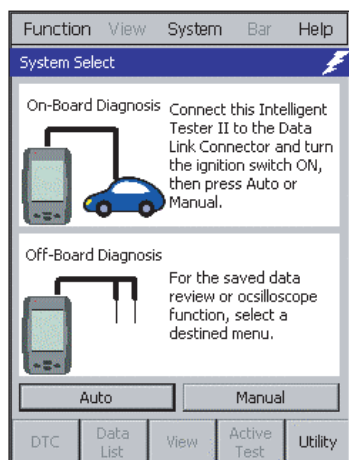 Function View System Bar Help
System Select
On-Board Diagnosis
Connect this Intelligent
Tester II to the Data
Link Connector and turn
the ignition switch ON,
then press Auto or
Manual.
Off-Board Diagnosis
For the saved data
review or ocsilloscope
function, select a
destined menu.
Auto Manual
DTC Data List View Active Test Utility